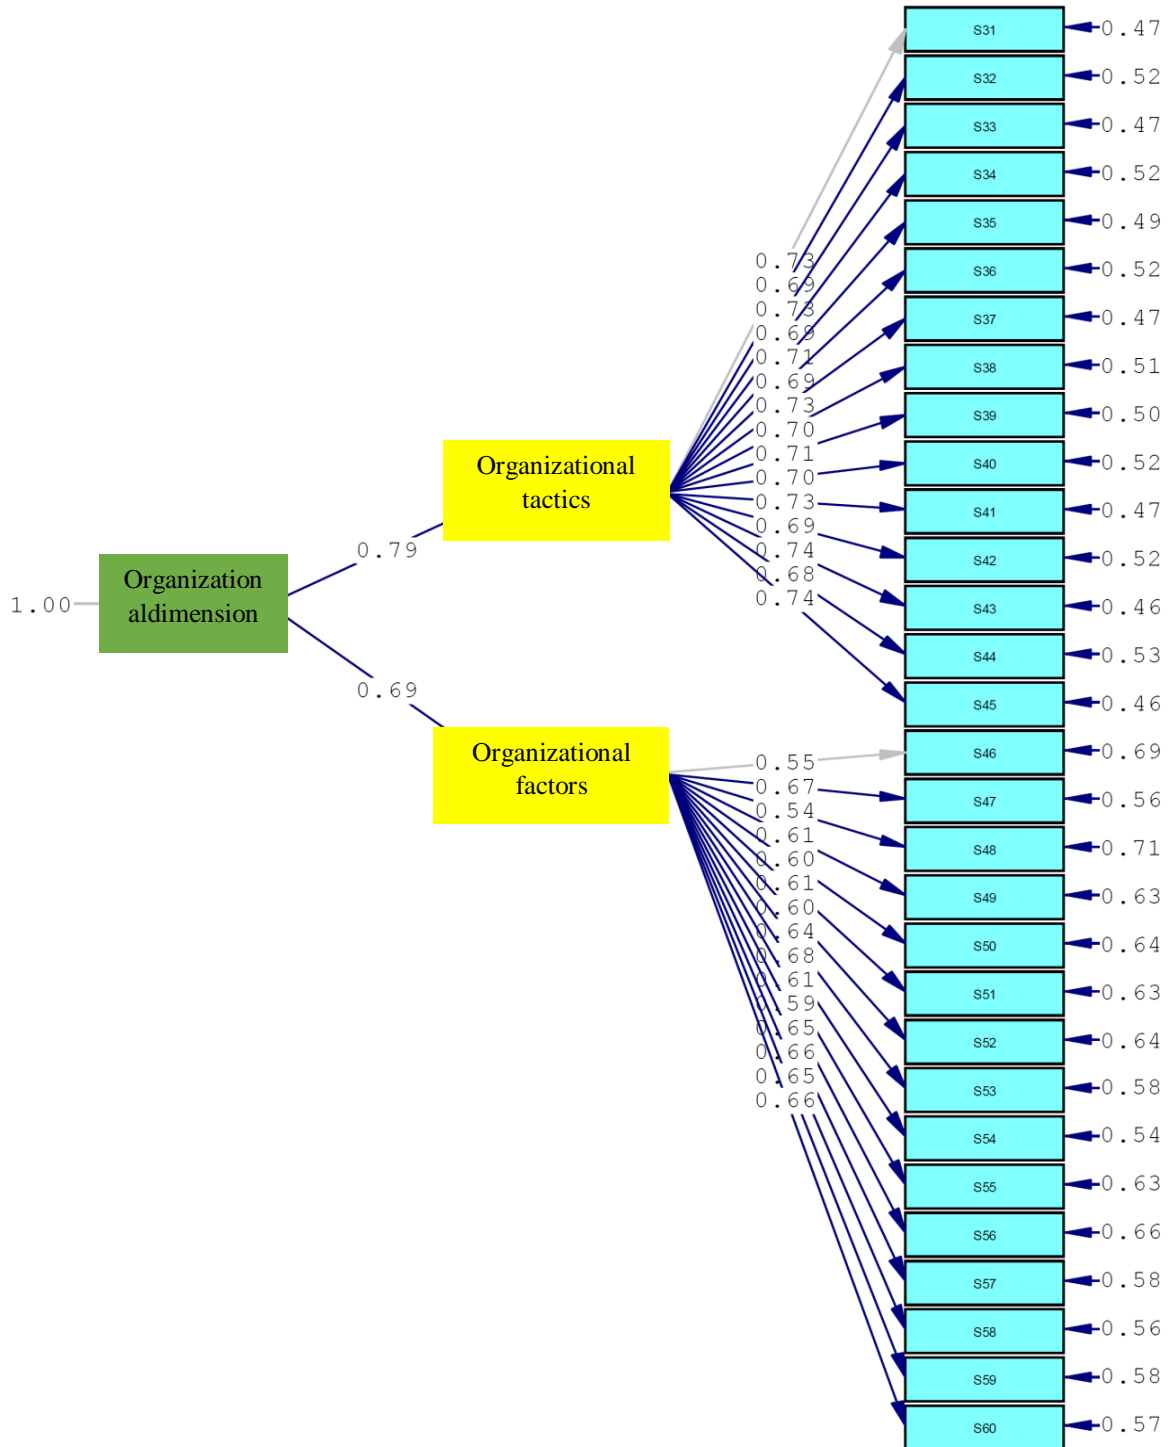 S31
0.47
S32
0.52
S33
0.47
S34
0.52
S35
0.49
S36
0.52
S37
0.47
S38
0.51
S39
0.50
S40
0.52
S41
0.47
S42
0.52
S43
0.46
S44
0.53
S45
0.46
0.73
0.69
0.73
0.69
0.71
0.69
0.73
0.70
0.71
0.70
0.73
0.69
0.74
0.68
0.74
Organizational
tactics
0.79
1.00
Organization
aldimension
0.69
Organizational
factors
0.55
0.67
0.54
0.61
0.60
0.61
0.60
0.64
0.68
0.61
0.59
0.65
0.66
0.65
0.66
S46
0.69
S47
0.56
S48
0.71
S49
0.63
S50
0.64
S51
0.63
S52
0.64
S53
0.58
S54
0.54
S55
0.63
S56
0.66
S57
0.58
S58
0.56
S59
0.58
S60
0.57